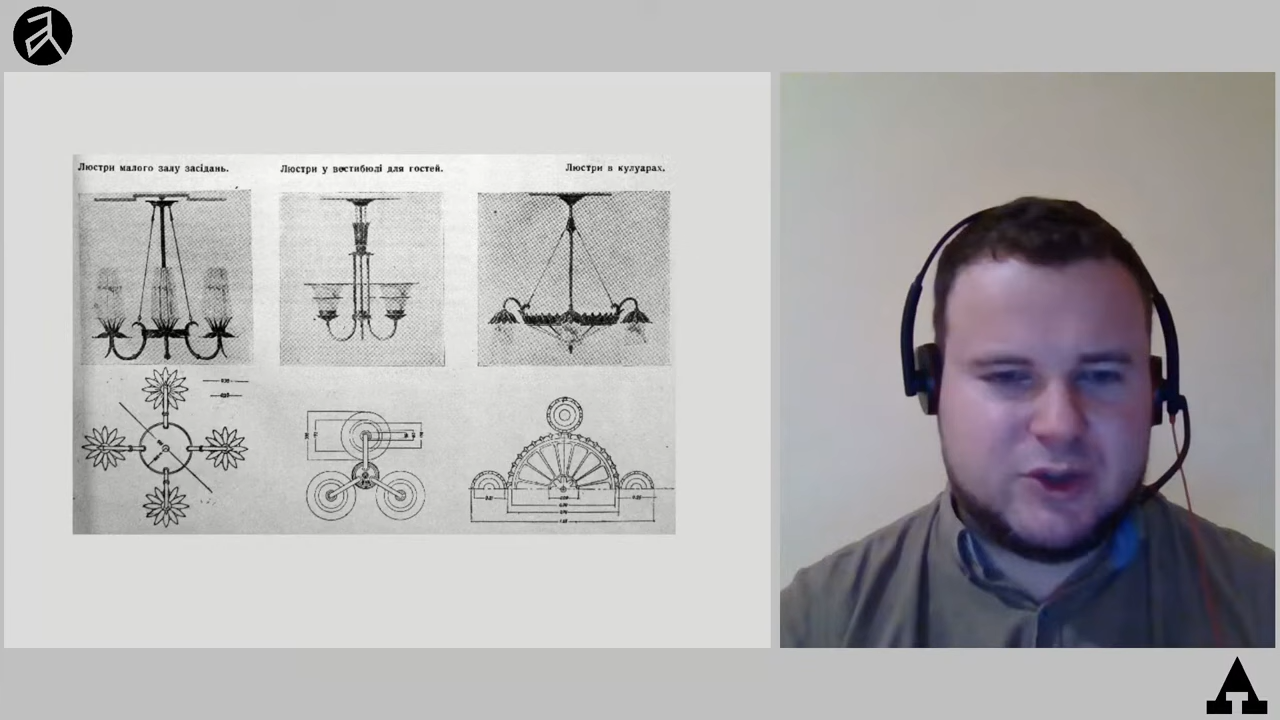 Люстри малого залу засідань.
Люстри у вестибюлі для гостей.
Люстри в кулуарах.